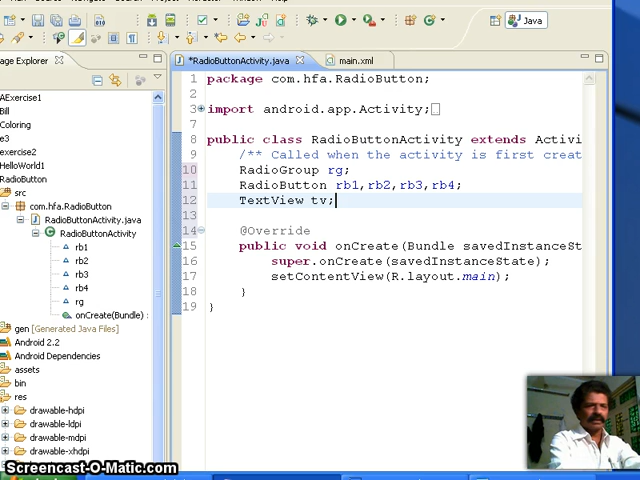 Java
age Explorer
*RadioButtonActivity.java
main.xml
AExercise1
Bill
Coloring
e3
exercise2
HelloWorld1
RadioButton
src
com.hfa.RadioButton
RadioButtonActivity.java
RadioButtonActivity
rb1
rb2
rb3
rb4
rg
onCreate(Bundle) :
gen [Generated Java Files]
Android 2.2
Android Dependencies
assets
bin
res
drawable-hdpi
drawable-ldpi
drawable-mdpi
drawable-xhdpi
1 package com.hfa.RadioButton;
2
3 import android.app.Activity;
7
8 public class RadioButtonActivity extends Activi
9 /** Called when the activity is first creat
10 RadioGroup rg;
11 RadioButton rb1,rb2,rb3,rb4;
12 TextView tv;
14 @Override
15 public void onCreate(Bundle savedInstanceSt
16 super.onCreate(savedInstanceState);
17 setContentView(R.layout.main);
18 }
19 }
Screencast-O-Matic.com